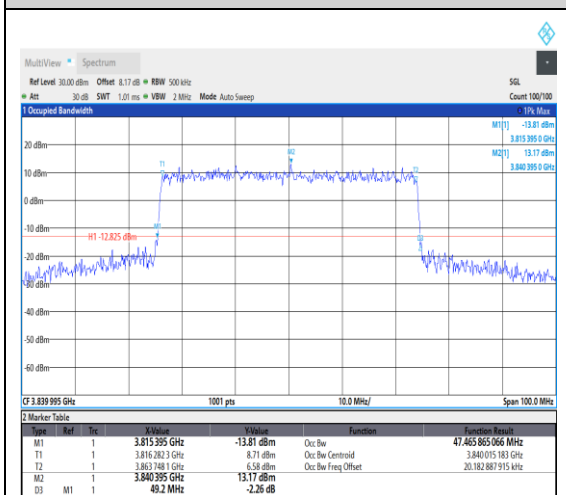 MultiView Spectrum
Ref Level 30.00 dBm Offset 8.17 dB RBW 500 kHz SGL
Att 30 dB SWT 1.01 ms VBW 2 MHz Mode Auto Sweep Count 100/100
1 Occupied Bandwidth 1Pk Max
M1[1] -13.81 dBm
3.815 395 0 GHz
M2[1] 13.17 dBm
3.840 395 0 GHz
20 dBm
M2
T1
T2
10 dBm
0 dBm
-10 dBm
M1
H1 -12.825 dBm
-20 dBm
-30 dBm
-40 dBm
-50 dBm
-60 dBm
CF 3.839 995 GHz 1001 pts 10.0 MHz/ Span 100.0 MHz
2 Marker Table
Type Ref Trc X-Value Y-Value Function Function Result
M1 1 3.815 395 GHz -13.81 dBm Occ Bw 47.465 865 066 MHz
T1 1 3.816 282 3 GHz 8.71 dBm Occ Bw Centroid 3.840 015 183 GHz
T2 1 3.863 748 1 GHz 6.58 dBm Occ Bw Freq Offset 20.182 887 915 kHz
M2 1 3.840 395 GHz 13.17 dBm
D3 M1 1 49.2 MHz -2.26 dB